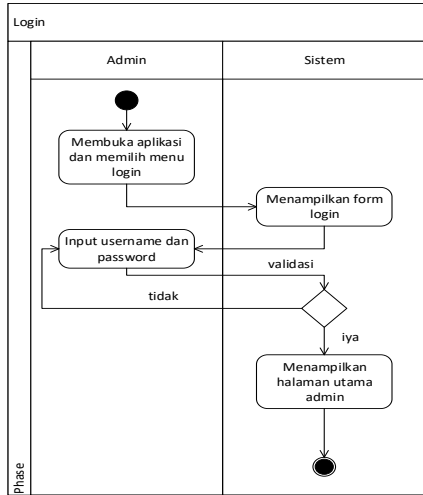 Login
Admin
Sistem
Membuka aplikasi
dan memilih menu
login
Menampilkan form
login
Input username dan
password
validasi
tidak
iya
Menampilkan
halaman utama
admin
Phase